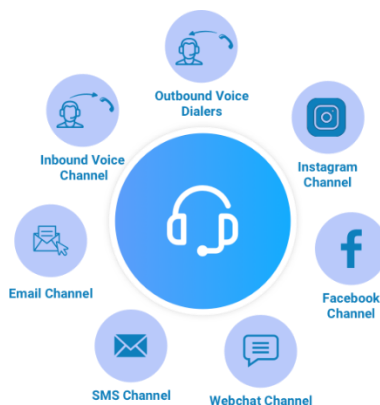 Outbound Voice
Dialers
Inbound Voice
Channel
Instagram
Channel
Email Channel
Facebook
Channel
SMS Channel
Webchat Channel